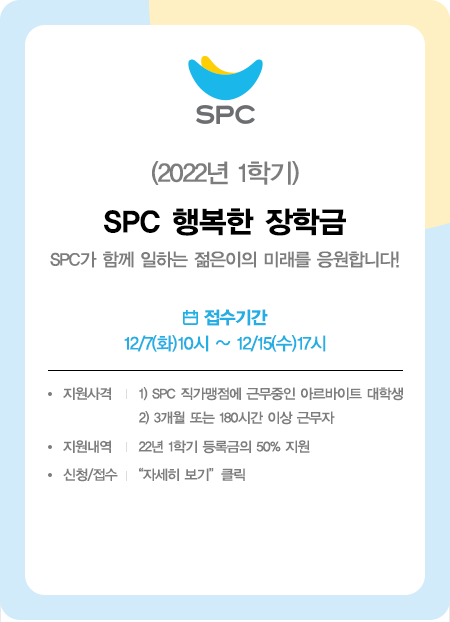 SPC
(2022년 1학기)
SPC 행복한 장학금
SPC가 함께 일하는 젊은이의 미래를 응원합니다!
접수기간
12/7(화)10시 ~ 12/15(수)17시
• 지원사격 | 1) SPC 직가맹점에 근무중인 아르바이트 대학생
2) 3개월 또는 180시간 이상 근무자
• 지원내역 | 22년 1학기 등록금의 50% 지원
• 신청/접수 | “자세히 보기” 클릭